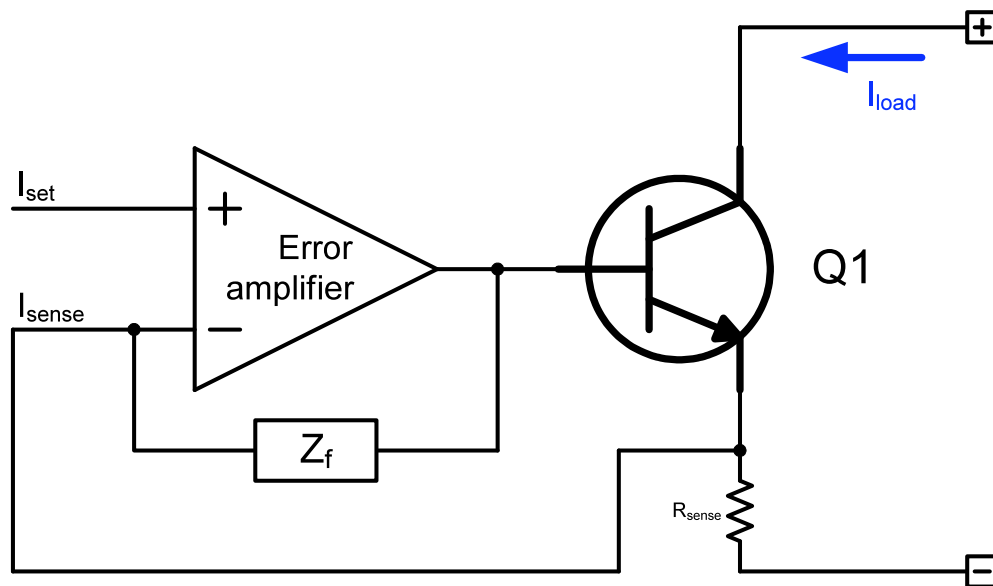 +
I_load
I_set
+
Error
amplifier
Q1
I_sense
−
Z_f
R_sense
−